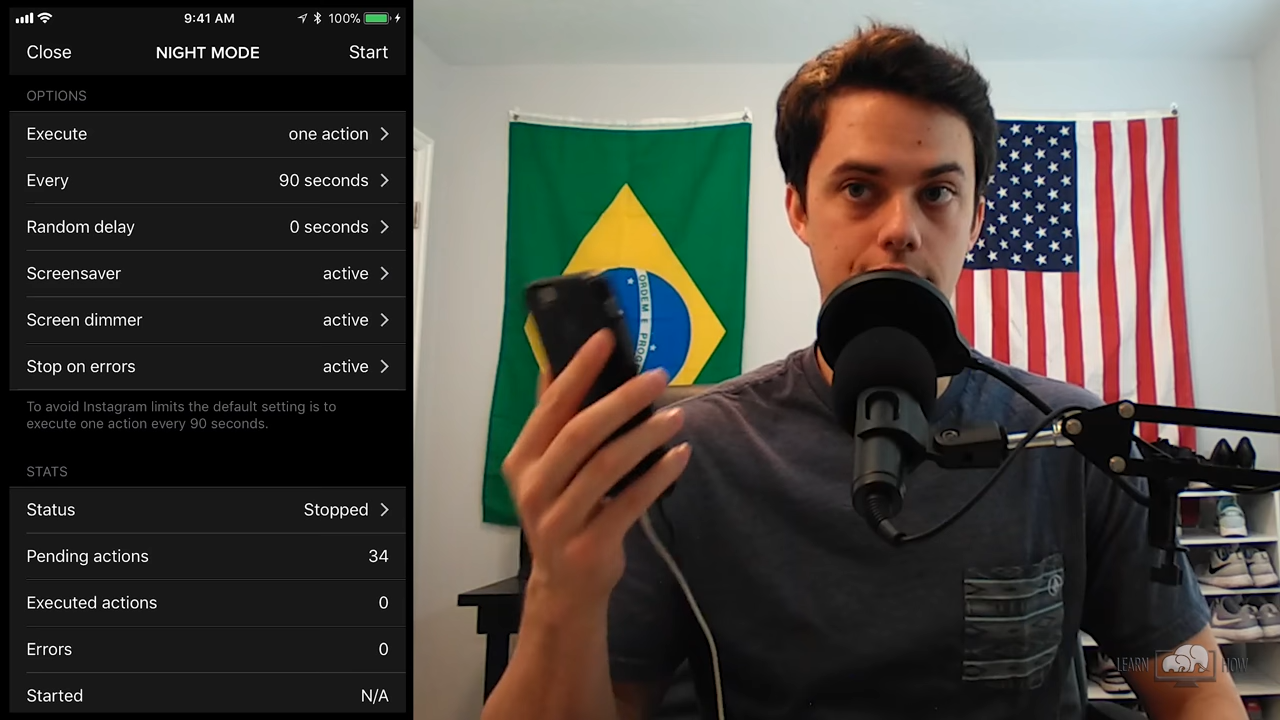 9:41 AM 100%
Close NIGHT MODE Start
OPTIONS
Execute one action
Every 90 seconds
Random delay 0 seconds
Screensaver active
Screen dimmer active
Stop on errors active
To avoid Instagram limits the default setting is to
execute one action every 90 seconds.
STATS
Status Stopped
Pending actions 34
Executed actions 0
Errors 0
Started N/A
ORDEM E PROG
LEARN HOW